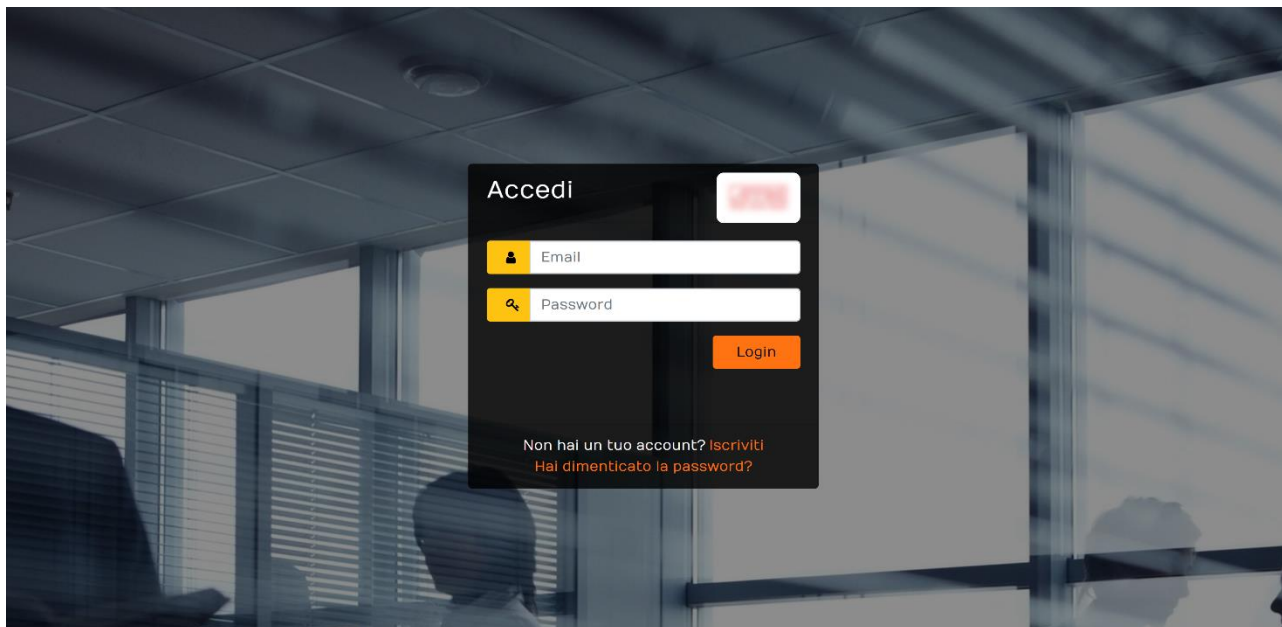 Accedi
Email
Password
Login
Non hai un tuo account? Iscriviti
Hai dimenticato la password?